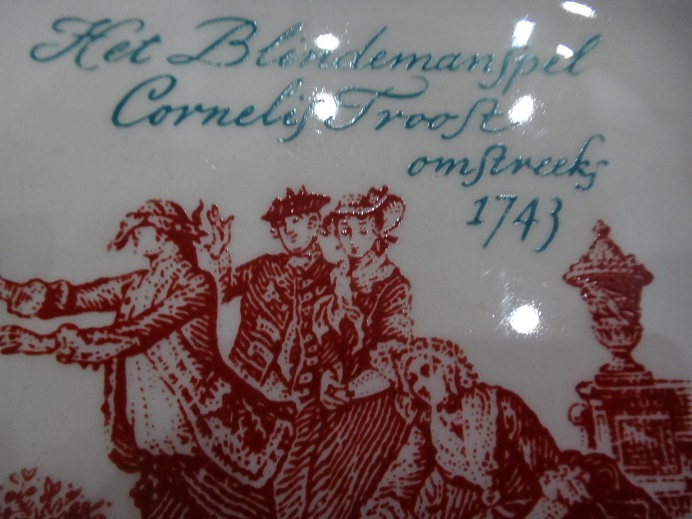 Het Blindemanspel
Cornelis Troost
omstreeks
1743